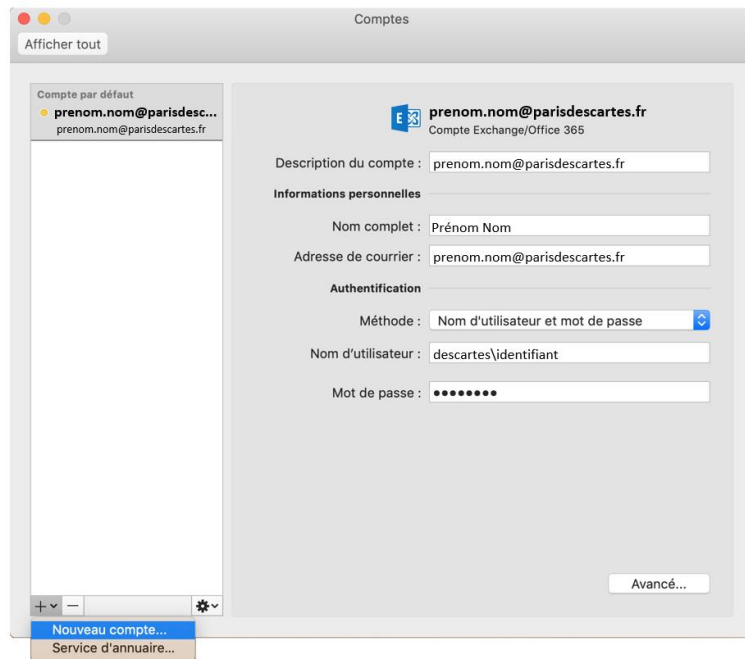 Comptes
Afficher tout
Compte par défaut
prenom.nom@parisdesc...
prenom.nom@parisdescartes.fr
prenom.nom@parisdescartes.fr
Compte Exchange/Office 365
Description du compte : prenom.nom@parisdescartes.fr
Informations personnelles
Nom complet : Prénom Nom
Adresse de courrier : prenom.nom@parisdescartes.fr
Authentification
Méthode : Nom d'utilisateur et mot de passe
Nom d'utilisateur : descartes\identifiant
Mot de passe : ●●●●●●●●
Avancé...
Nouveau compte...
Service d'annuaire...